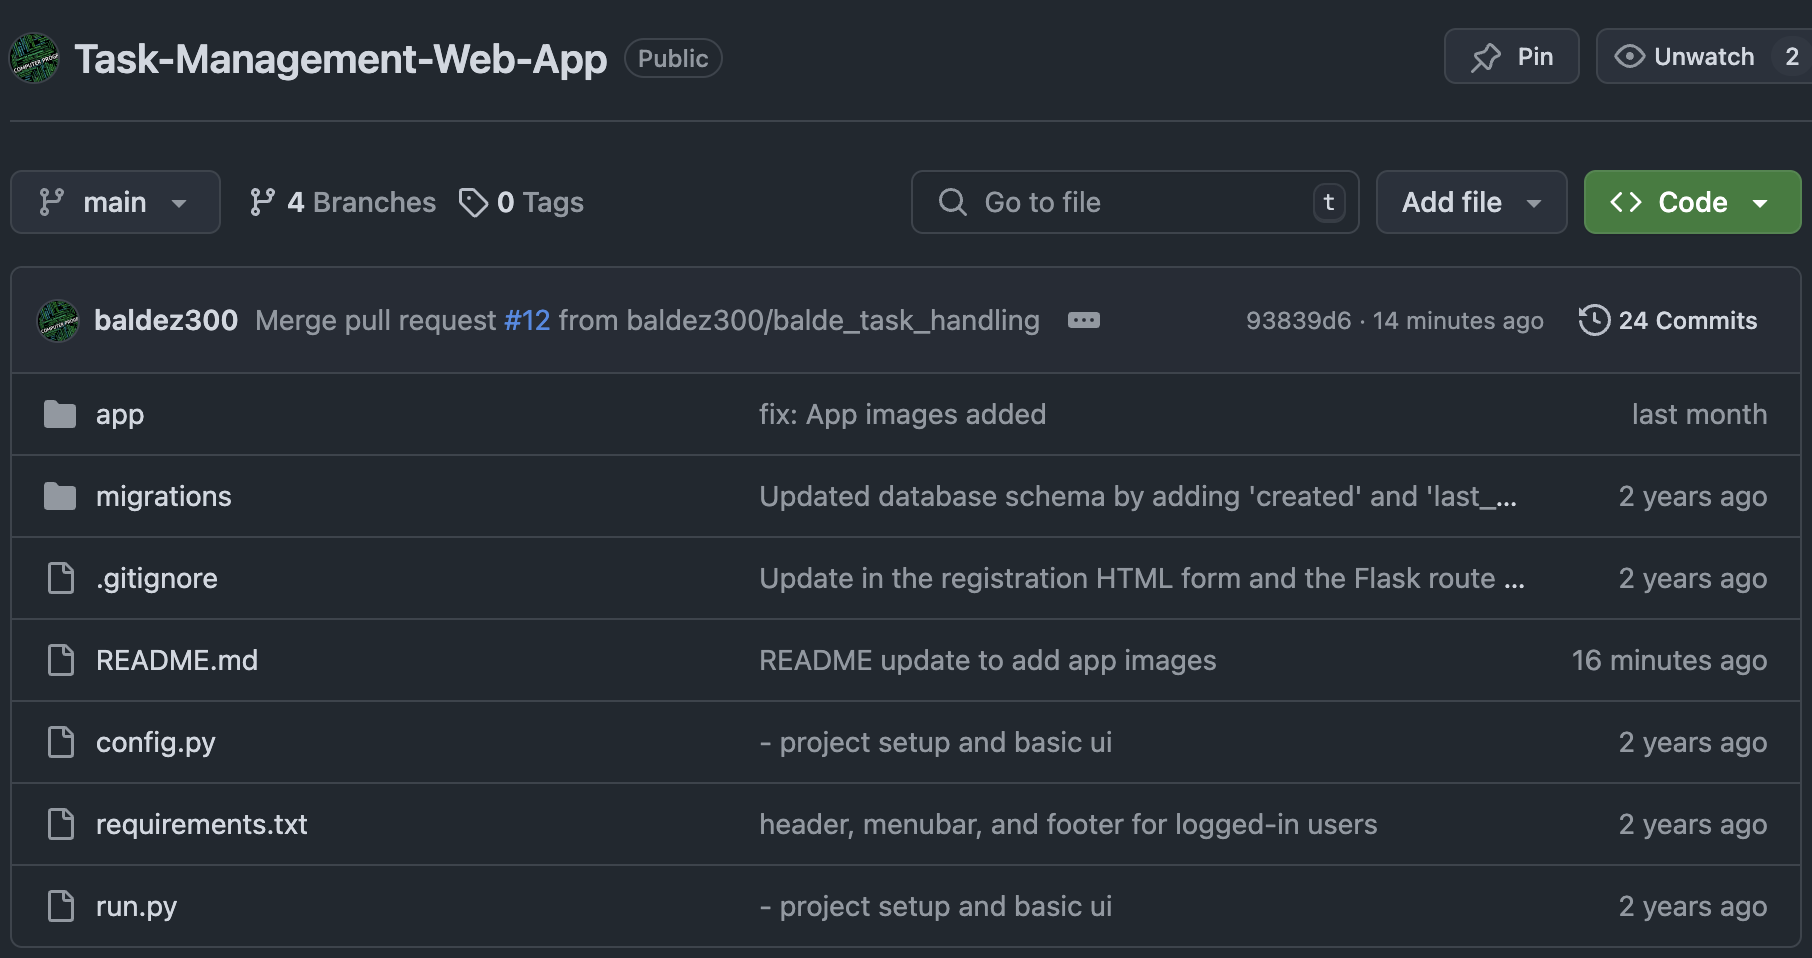 Task-Management-Web-App Public Pin Unwatch 2
main 4 Branches 0 Tags Go to file t Add file Code
baldez300 Merge pull request #12 from baldez300/balde_task_handling 93839d6 · 14 minutes ago 24 Commits
app fix: App images added last month
migrations Updated database schema by adding 'created' and 'last_... 2 years ago
.gitignore Update in the registration HTML form and the Flask route ... 2 years ago
README.md README update to add app images 16 minutes ago
config.py - project setup and basic ui 2 years ago
requirements.txt header, menubar, and footer for logged-in users 2 years ago
run.py - project setup and basic ui 2 years ago